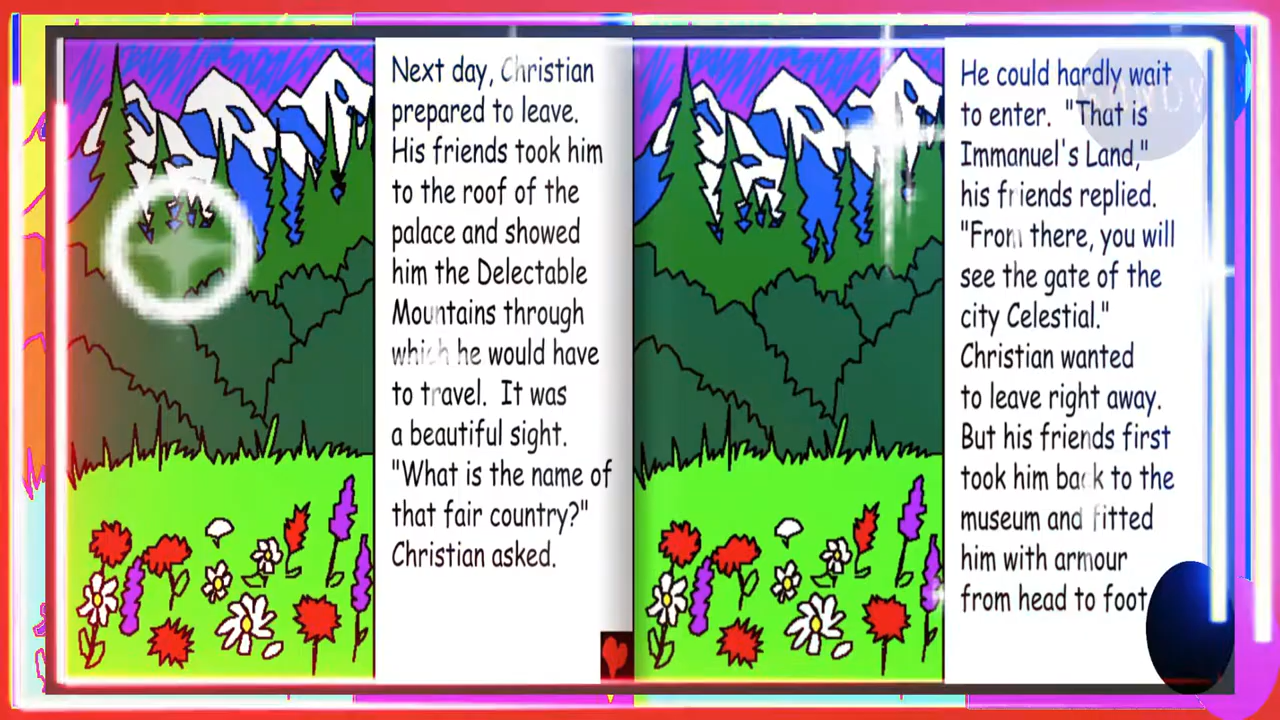 Next day, Christian
prepared to leave.
His friends took him
to the roof of the
palace and showed
him the Delectable
Mountains through
which he would have
to travel. It was
a beautiful sight.
"What is the name of
that fair country?"
Christian asked.
He could hardly wait
to enter. "That is
Immanuel's Land,"
his friends replied.
"From there, you will
see the gate of the
city Celestial."
Christian wanted
to leave right away.
But his friends first
took him back to the
museum and fitted
him with armour
from head to foot